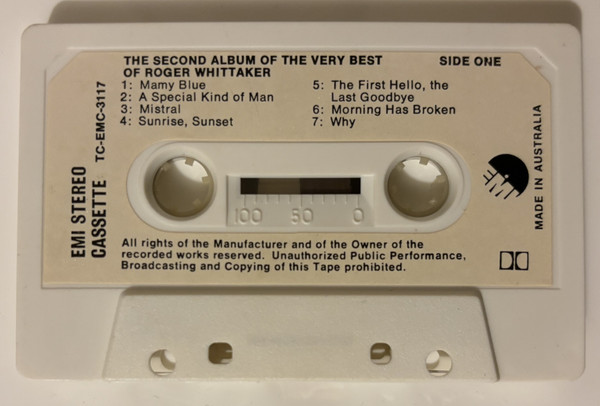 THE SECOND ALBUM OF THE VERY BEST
OF ROGER WHITTAKER
SIDE ONE
1: Mamy Blue
2: A Special Kind of Man
3: Mistral
4: Sunrise, Sunset
5: The First Hello, the
Last Goodbye
6: Morning Has Broken
7: Why
EMI STEREO
CASSETTE TC-EMC-3117
100 50 0
EMI
MADE IN AUSTRALIA
All rights of the Manufacturer and of the Owner of the
recorded works reserved. Unauthorized Public Performance,
Broadcasting and Copying of this Tape prohibited.